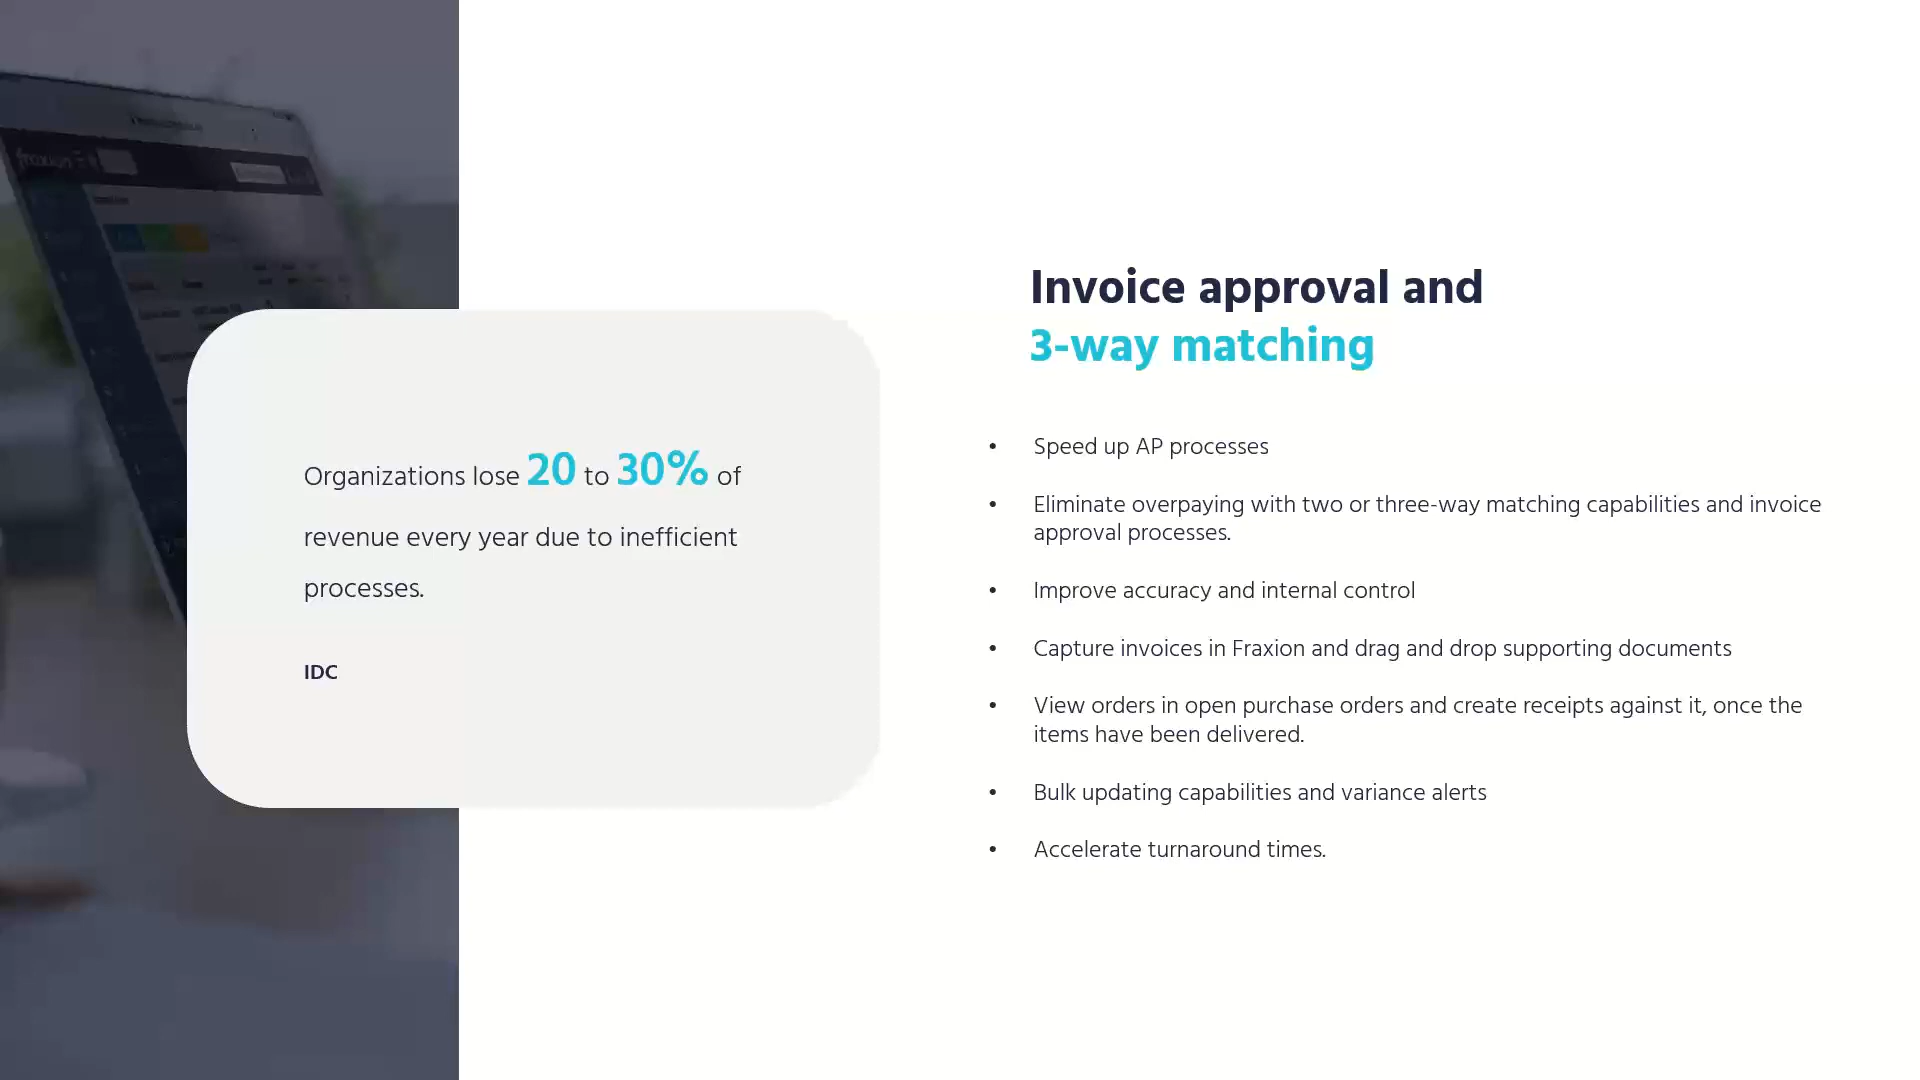 Organizations lose 20 to 30% of
revenue every year due to inefficient
processes.
IDC
Invoice approval and
3-way matching
• Speed up AP processes
• Eliminate overpaying with two or three-way matching capabilities and invoice
approval processes.
• Improve accuracy and internal control
• Capture invoices in Fraxion and drag and drop supporting documents
• View orders in open purchase orders and create receipts against it, once the
items have been delivered.
• Bulk updating capabilities and variance alerts
• Accelerate turnaround times.